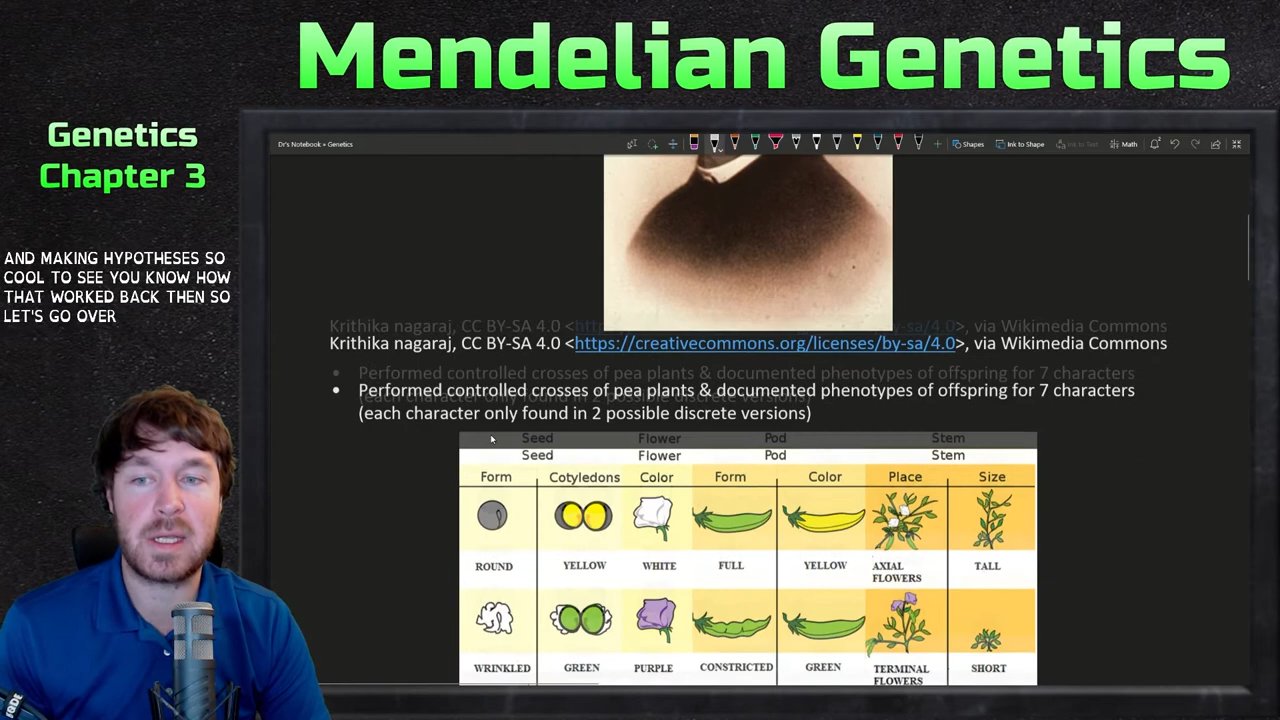 Mendelian Genetics
Genetics
Chapter 3
AND MAKING HYPOTHESES SO
COOL TO SEE YOU KNOW HOW
THAT WORKED BACK THEN SO
LET'S GO OVER
Dr's Notebook > Genetics
Shapes
Ink to Shape
Ink to Text
Math
Krithika nagaraj, CC BY-SA 4.0 <https://creativecommons.org/licenses/by-sa/4.0>, via Wikimedia Commons
• Performed controlled crosses of pea plants & documented phenotypes of offspring for 7 characters
(each character only found in 2 possible discrete versions)
Seed Flower Pod Stem
Form Cotyledons Color Form Color Place Size
ROUND YELLOW WHITE FULL YELLOW AXIAL FLOWERS TALL
WRINKLED GREEN PURPLE CONSTRICTED GREEN TERMINAL FLOWERS SHORT